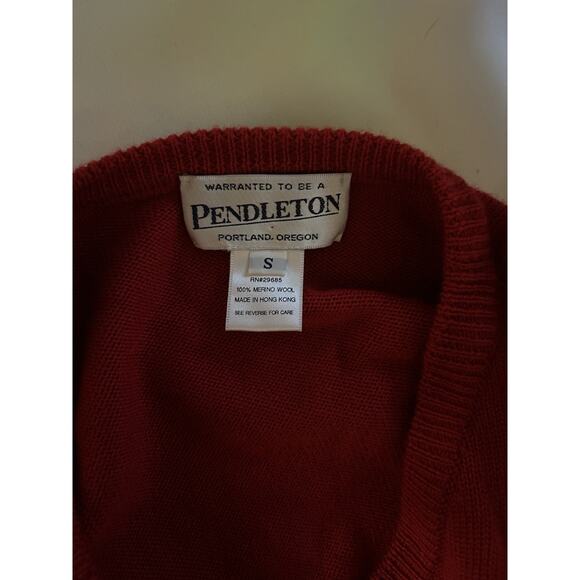 WARRANTED TO BE A
PENDLETON
PORTLAND, OREGON
S
RN#29685
100% MERINO WOOL
MADE IN HONG KONG
SEE REVERSE FOR CARE